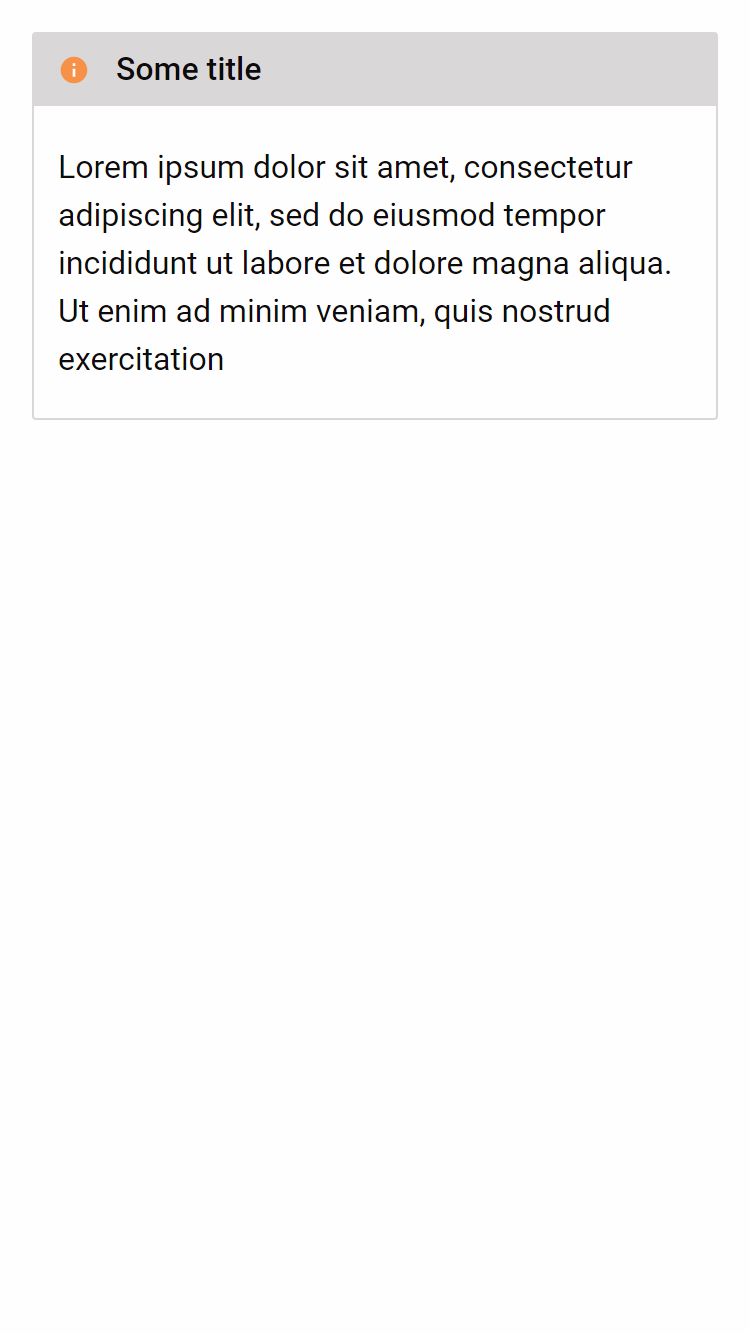 Some title
Lorem ipsum dolor sit amet, consectetur
adipiscing elit, sed do eiusmod tempor
incididunt ut labore et dolore magna aliqua.
Ut enim ad minim veniam, quis nostrud
exercitation